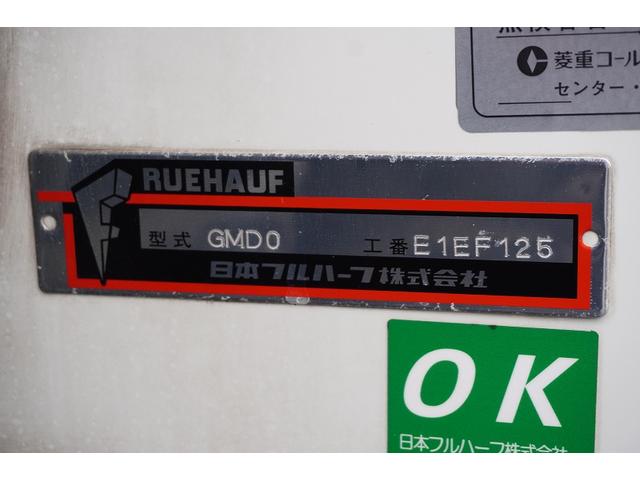 菱重コール
センター・
RUEHAUF
型式 GMD0 工番 E1EF125
日本フルハーフ株式会社
OK
日本フルハーフ株式会社